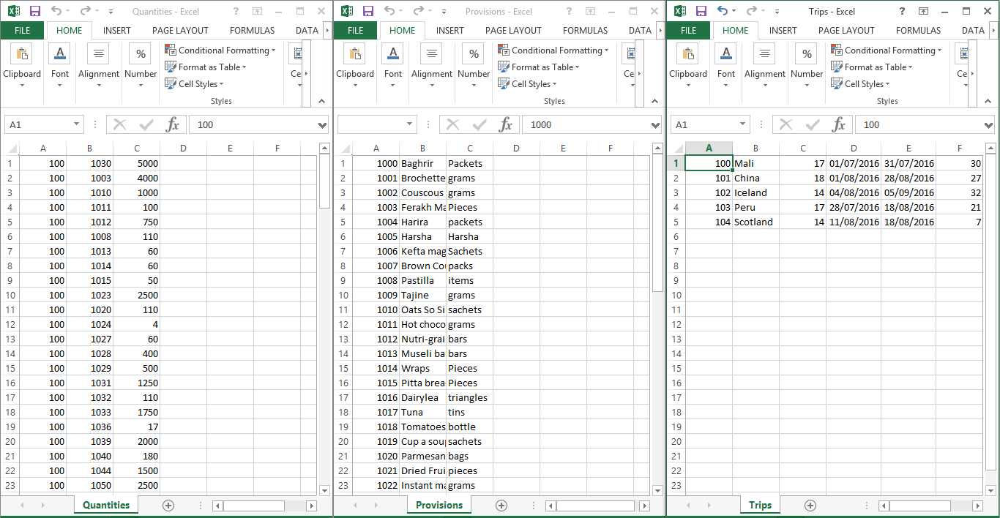 Quantities - Excel
FILE HOME INSERT PAGE LAYOUT FORMULAS DATA
Clipboard Font Alignment Number
%
Conditional Formatting
Format as Table
Cell Styles
Styles
Ce
A1 fx 100
A B C D E F
1 100 1030 5000
2 100 1003 4000
3 100 1010 1000
4 100 1011 100
5 100 1012 750
6 100 1008 110
7 100 1013 60
8 100 1014 60
9 100 1015 50
10 100 1023 2500
11 100 1020 110
12 100 1024 4
13 100 1027 60
14 100 1028 400
15 100 1029 500
16 100 1031 1250
17 100 1032 110
18 100 1033 1750
19 100 1036 17
20 100 1039 2000
21 100 1040 180
22 100 1044 1500
23 100 1050 2500
Quantities
Provisions - Excel
FILE HOME INSERT PAGE LAYOUT FORMULAS DATA
Clipboard Font Alignment Number
%
Conditional Formatting
Format as Table
Cell Styles
Styles
Ce
fx 1000
A B C D E F
1 1000 Baghrir Packets
2 1001 Brochette grams
3 1002 Couscous grams
4 1003 Ferakh Ma Pieces
5 1004 Harira packets
6 1005 Harsha Harsha
7 1006 Kefta mag Sachets
8 1007 Brown Co packs
9 1008 Pastilla items
10 1009 Tajine grams
11 1010 Oats So Si sachets
12 1011 Hot choco grams
13 1012 Nutri-grai bars
14 1013 Museli ba bars
15 1014 Wraps Pieces
16 1015 Pitta brea Pieces
17 1016 Dairylea triangles
18 1017 Tuna tins
19 1018 Tomatoes bottle
20 1019 Cup a soup sachets
21 1020 Parmesan bags
22 1021 Dried Frui pieces
23 1022 Instant ma grams
Provisions
Trips - Excel
FILE HOME INSERT PAGE LAYOUT FORMULAS DATA
Clipboard Font Alignment Number
%
Conditional Formatting
Format as Table
Cell Styles
Styles
Ce
A1 fx 100
A B C D E F
1 100 Mali 17 01/07/2016 31/07/2016 30
2 101 China 18 01/08/2016 28/08/2016 27
3 102 Iceland 14 04/08/2016 05/09/2016 32
4 103 Peru 17 28/07/2016 18/08/2016 21
5 104 Scotland 14 11/08/2016 18/08/2016 7
6
7
8
9
10
11
12
13
14
15
16
17
18
19
20
21
22
23
Trips